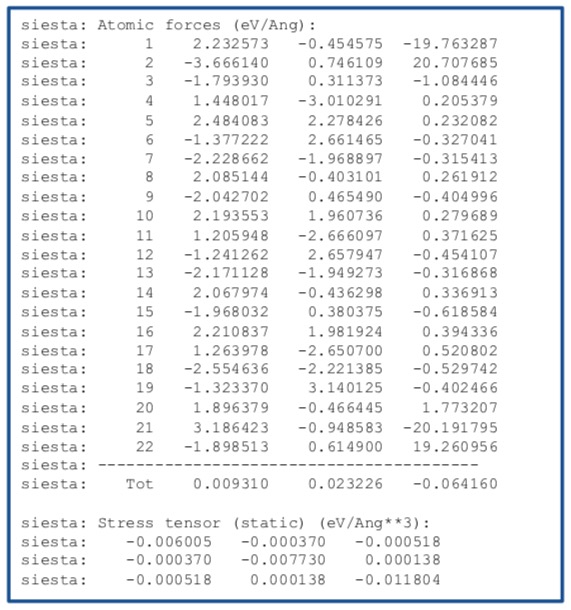 siesta: Atomic forces (eV/Ang):
siesta:      1    2.232573   -0.454575  -19.763287
siesta:      2   -3.666140    0.746109   20.707685
siesta:      3   -1.793930    0.311373   -1.084446
siesta:      4    1.448017   -3.010291    0.205379
siesta:      5    2.484083    2.278426    0.232082
siesta:      6   -1.377222    2.661465   -0.327041
siesta:      7   -2.228662   -1.968897   -0.315413
siesta:      8    2.085144   -0.403101    0.261912
siesta:      9   -2.042702    0.465490   -0.404996
siesta:     10    2.193553    1.960736    0.279689
siesta:     11    1.205948   -2.666097    0.371625
siesta:     12   -1.241262    2.657947   -0.454107
siesta:     13   -2.171128   -1.949273   -0.316868
siesta:     14    2.067974   -0.436298    0.336913
siesta:     15   -1.968032    0.380375   -0.618584
siesta:     16    2.210837    1.981924    0.394336
siesta:     17    1.263978   -2.650700    0.520802
siesta:     18   -2.554636   -2.221385   -0.529742
siesta:     19   -1.323370    3.140125   -0.402466
siesta:     20    1.896379   -0.466445    1.773207
siesta:     21    3.186423   -0.948583  -20.191795
siesta:     22   -1.898513    0.614900   19.260956
siesta: ----------------------------------------
siesta:    Tot    0.009310    0.023226   -0.064160
siesta: Stress tensor (static) (eV/Ang**3):
siesta:    -0.006005   -0.000370   -0.000518
siesta:    -0.000370   -0.007730    0.000138
siesta:    -0.000518    0.000138   -0.011804